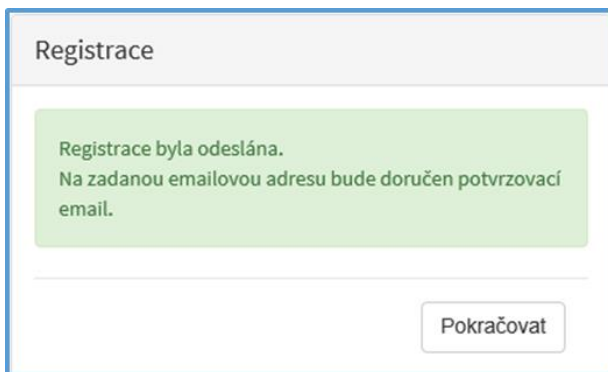 Registrace
Registrace byla odeslána.
Na zadanou emailovou adresu bude doručen potvrzovací
email.
Pokračovat